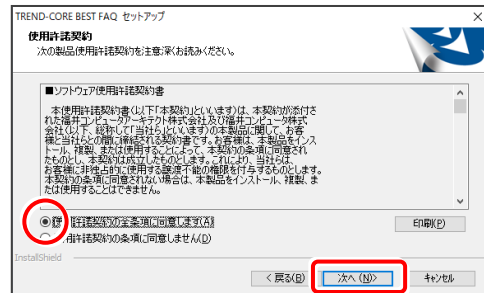 TREND-CORE BEST FAQ セットアップ
使用許諾契約
次の製品使用許諾契約を注意深くお読みください。
■ソフトウェア使用許諾契約書
本使用許諾契約書(以下「本契約」といいます)は、本契約が添付さ
れた福井コンピュータアーキテクト株式会社及び福井コンピュータ株式
会社(以下、総称して「当社ら」といいます)の本製品に関して、お客
様と当社らとの間に締結される契約書です。お客様は、本製品をインス
トール、複製、または使用することによって、本契約の条項に同意され
たものとし、本契約は成立したものとします。これにより、当社らは、
お客様に非独占的に使用する譲渡不能の権限を付与するものとします。
本契約の条項に同意されない場合は、本製品をインストール、複製、ま
たは使用することはできません。
使用許諾契約の全条項に同意します(A)
用許諾契約の条項に同意しません(D)
印刷(P)
InstallShield
< 戻る(B)
次へ (N)>
キャンセル